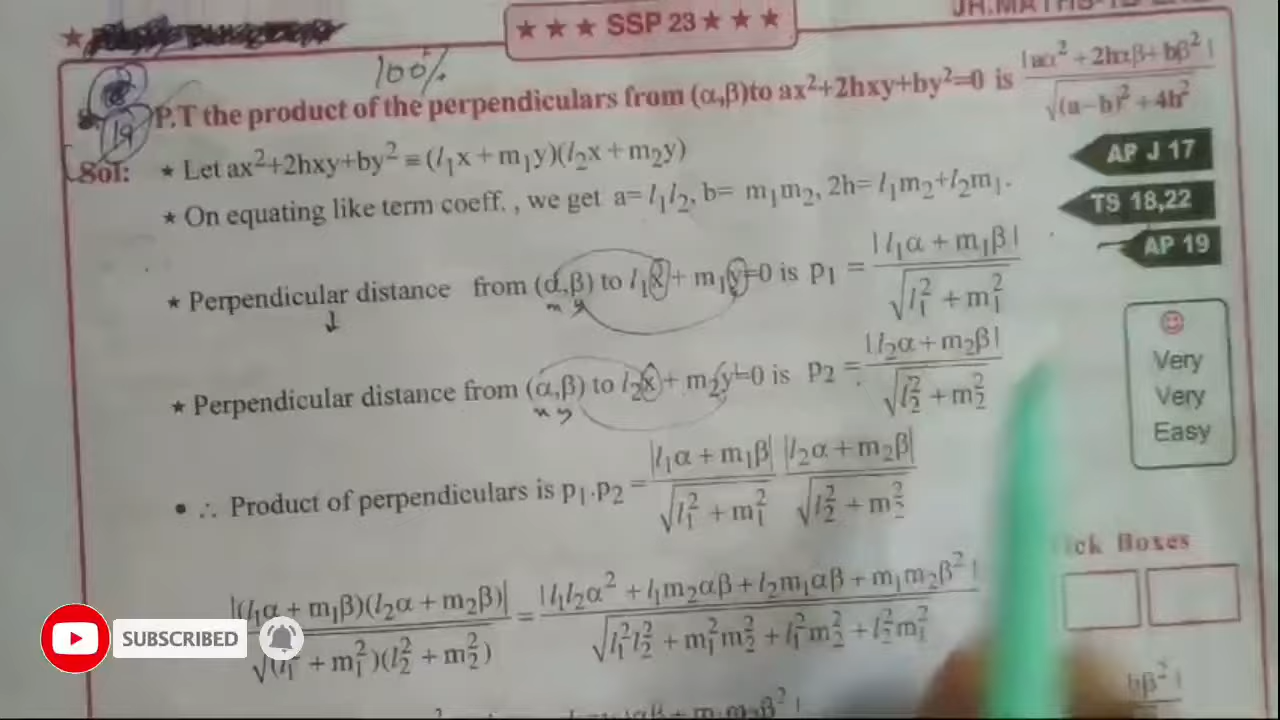 ★ ★ ★ SSP 23 ★ ★ ★
100%
19
P.T the product of the perpendiculars from (α,β)to ax²+2hxy+by²=0 is |aα² + 2hαβ + bβ²| / √(a−b)² + 4h²
Sol: ★ Let ax²+2hxy+by² ≡ (l₁x + m₁y)(l₂x + m₂y)
AP J 17
★ On equating like term coeff. , we get a= l₁l₂, b= m₁m₂, 2h= l₁m₂+l₂m₁.
TS 18,22
AP 19
★ Perpendicular distance from (α,β) to l₁x + m₁y=0 is p₁ = |l₁α + m₁β| / √l₁² + m₁²
x y
★ Perpendicular distance from (α,β) to l₂x + m₂y=0 is p₂ = |l₂α + m₂β| / √l₂² + m₂²
x y
Very
Very
Easy
• ∴ Product of perpendiculars is p₁.p₂ = |l₁α + m₁β| / √l₁² + m₁² |l₂α + m₂β| / √l₂² + m₂²
Boxes
|(l₁α + m₁β)(l₂α + m₂β)| / √(l₁² + m₁²)(l₂² + m₂²) = |l₁l₂α² + l₁m₂αβ + l₂m₁αβ + m₁m₂β²| / √l₁²l₂² + m₁²m₂² + l₁²m₂² + l₂²m₁²
SUBSCRIBED
bβ²|